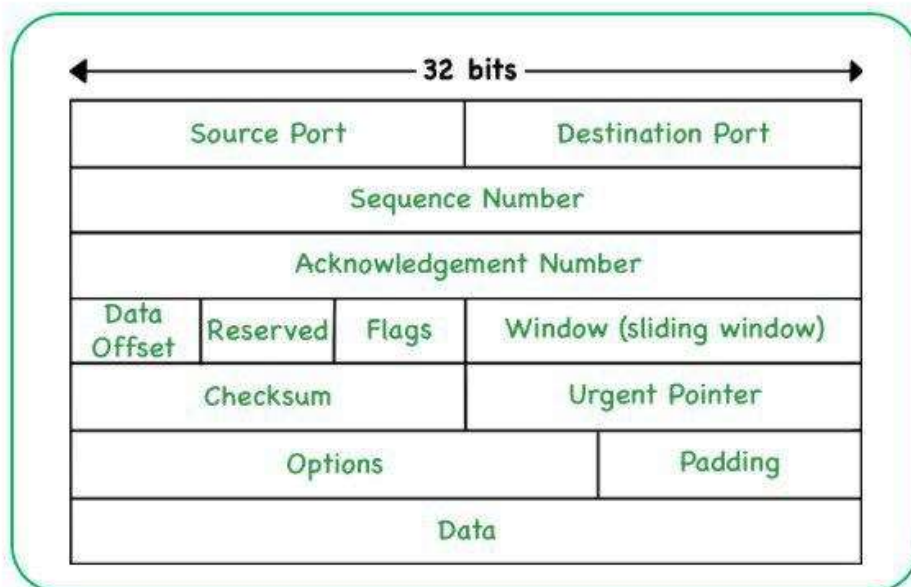 32 bits
Source Port Destination Port
Sequence Number
Acknowledgement Number
Data Offset Reserved Flags Window (sliding window)
Checksum Urgent Pointer
Options Padding
Data